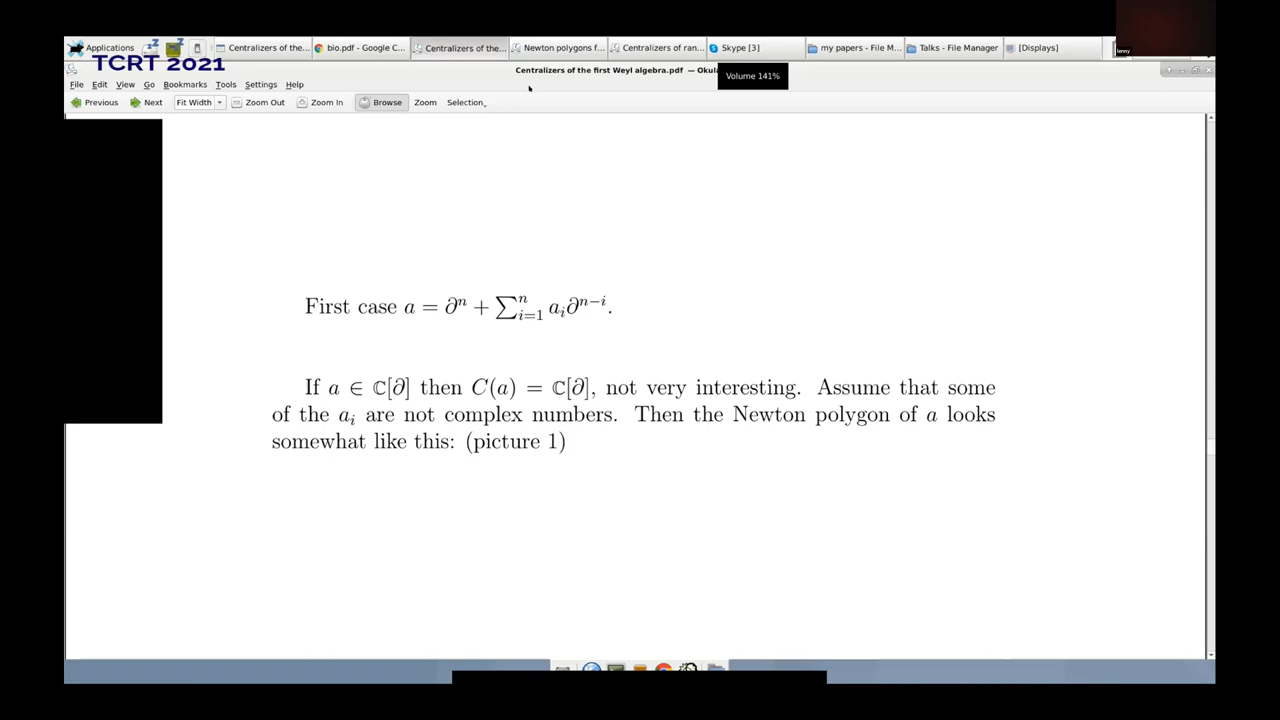 Applications
Centralizers of the...
bio.pdf - Google C...
Centralizers of the...
Newton polygons f...
Centralizers of ran...
Skype [3]
my papers - File M...
Talks - File Manager
[Displays]
TCRT 2021
Centralizers of the first Weyl algebra.pdf — Okula
Volume 141%
File Edit View Go Bookmarks Tools Settings Help
Previous Next Fit Width Zoom Out Zoom In Browse Zoom Selection
First case a = ∂ⁿ + ∑ⁿᵢ₌₁ aᵢ∂ⁿ⁻ⁱ.
If a ∈ ℂ[∂] then C(a) = ℂ[∂], not very interesting. Assume that some
of the aᵢ are not complex numbers. Then the Newton polygon of a looks
somewhat like this: (picture 1)